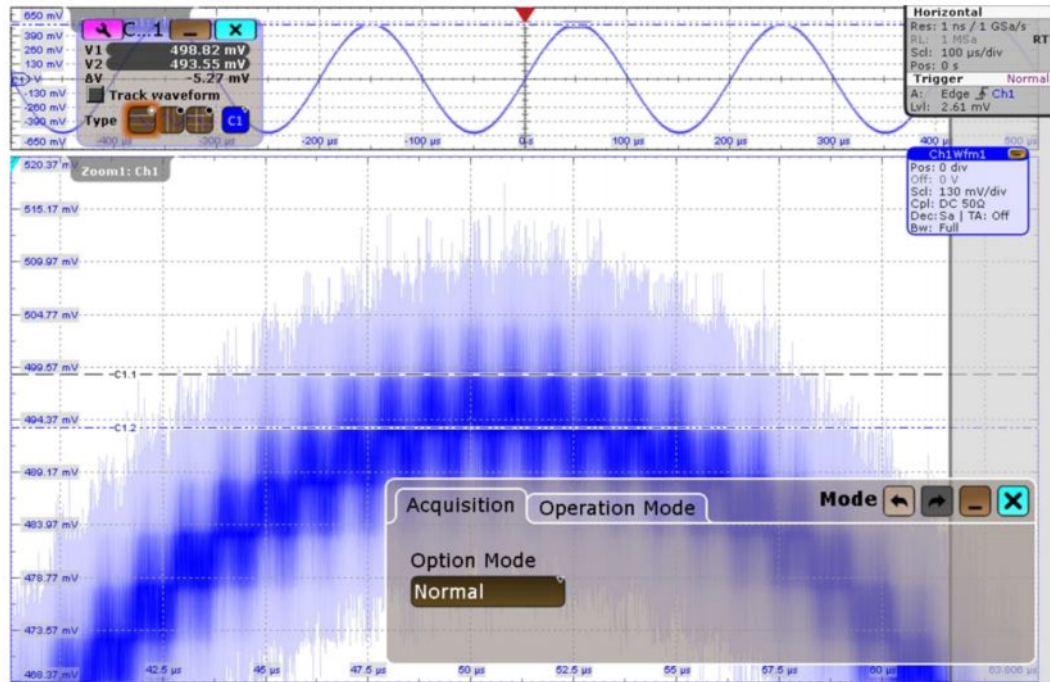 650 mV
390 mV
260 mV
130 mV
C1 0 V
-130 mV
-260 mV
-390 mV
-650 mV
C...1
V1 498.82 mV
V2 493.55 mV
ΔV -5.27 mV
Track waveform
Type C1
-400 µs
-300 µs
-200 µs
-100 µs
0 s
100 µs
200 µs
300 µs
400 µs
500 µs
Horizontal
Res: 1 ns / 1 GSa/s
RL: 1 MSa RT
Scl: 100 µs/div
Pos: 0 s
Trigger Normal
A: Edge Ch1
Lvl: 2.61 mV
Ch1Wfm1
Pos: 0 div
Off: 0 V
Scl: 130 mV/div
Cpl: DC 50Ω
Dec: Sa | TA: Off
Bw: Full
Zoom1: Ch1
520.37 mV
515.17 mV
509.97 mV
504.77 mV
499.57 mV
C1.1
494.37 mV
C1.2
489.17 mV
483.97 mV
478.77 mV
473.57 mV
468.37 mV
Acquisition
Operation Mode
Mode
Option Mode
Normal
42.5 µs
45 µs
47.5 µs
50 µs
52.5 µs
55 µs
57.5 µs
60 µs